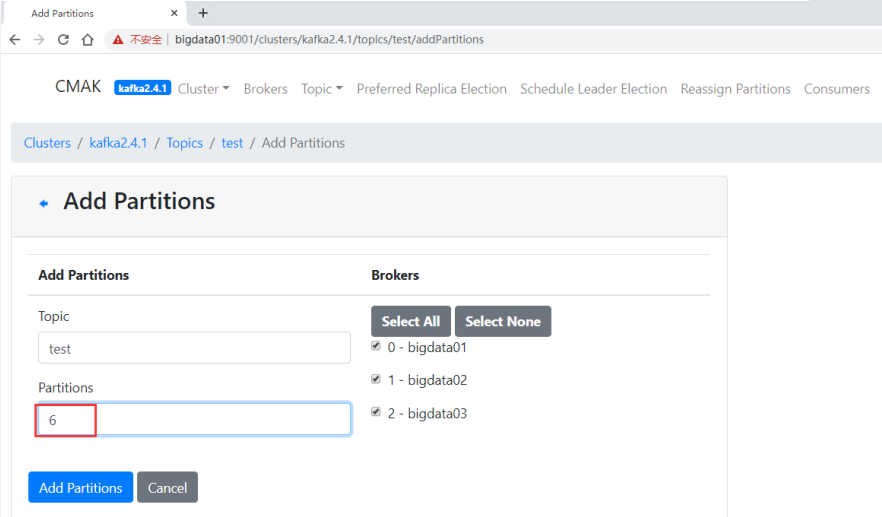 Add Partitions × +
不安全 | bigdata01:9001/clusters/kafka2.4.1/topics/test/addPartitions
CMAK kafka2.4.1 Cluster Brokers Topic Preferred Replica Election Schedule Leader Election Reassign Partitions Consumers
Clusters / kafka2.4.1 / Topics / test / Add Partitions
Add Partitions
Add Partitions Brokers
Topic Select All Select None
test 0 - bigdata01
Partitions 1 - bigdata02
6 2 - bigdata03
Add Partitions Cancel